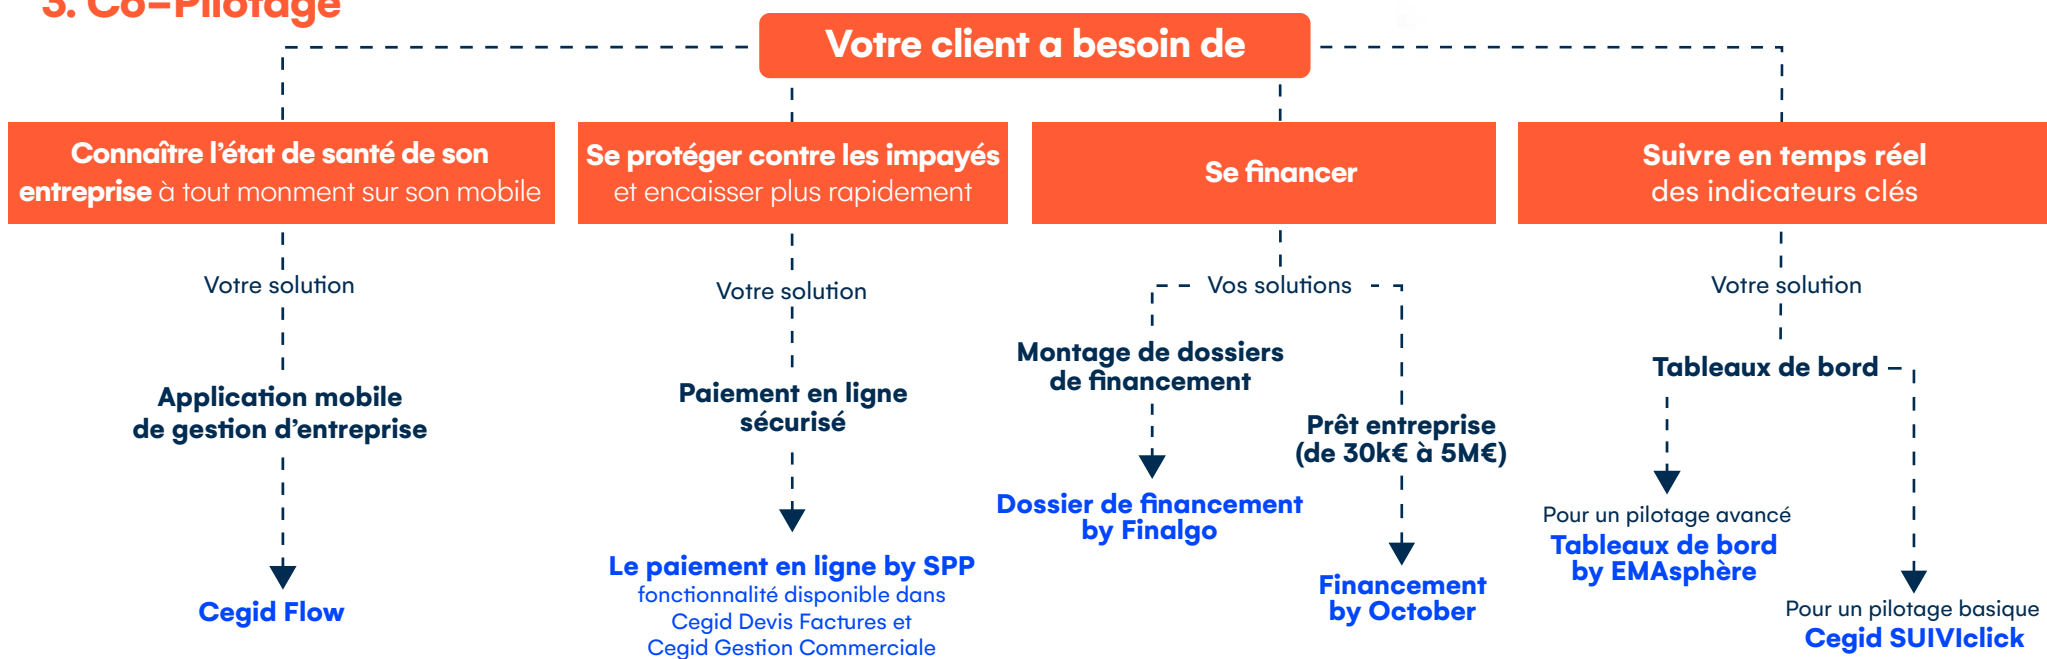 3. Co-Pilotage
Votre client a besoin de
Connaître l’état de santé de son
entreprise à tout monment sur son mobile
Votre solution
Application mobile
de gestion d’entreprise
Cegid Flow
Se protéger contre les impayés
et encaisser plus rapidement
Votre solution
Paiement en ligne
sécurisé
Le paiement en ligne by SPP
fonctionnalité disponible dans
Cegid Devis Factures et
Cegid Gestion Commerciale
Se financer
Vos solutions
Montage de dossiers
de financement
Dossier de financement
by Finalgo
Prêt entreprise
(de 30k€ à 5M€)
Financement
by October
Suivre en temps réel
des indicateurs clés
Votre solution
Tableaux de bord
Pour un pilotage avancé
Tableaux de bord
by EMAsphère
Pour un pilotage basique
Cegid SUIVIclick